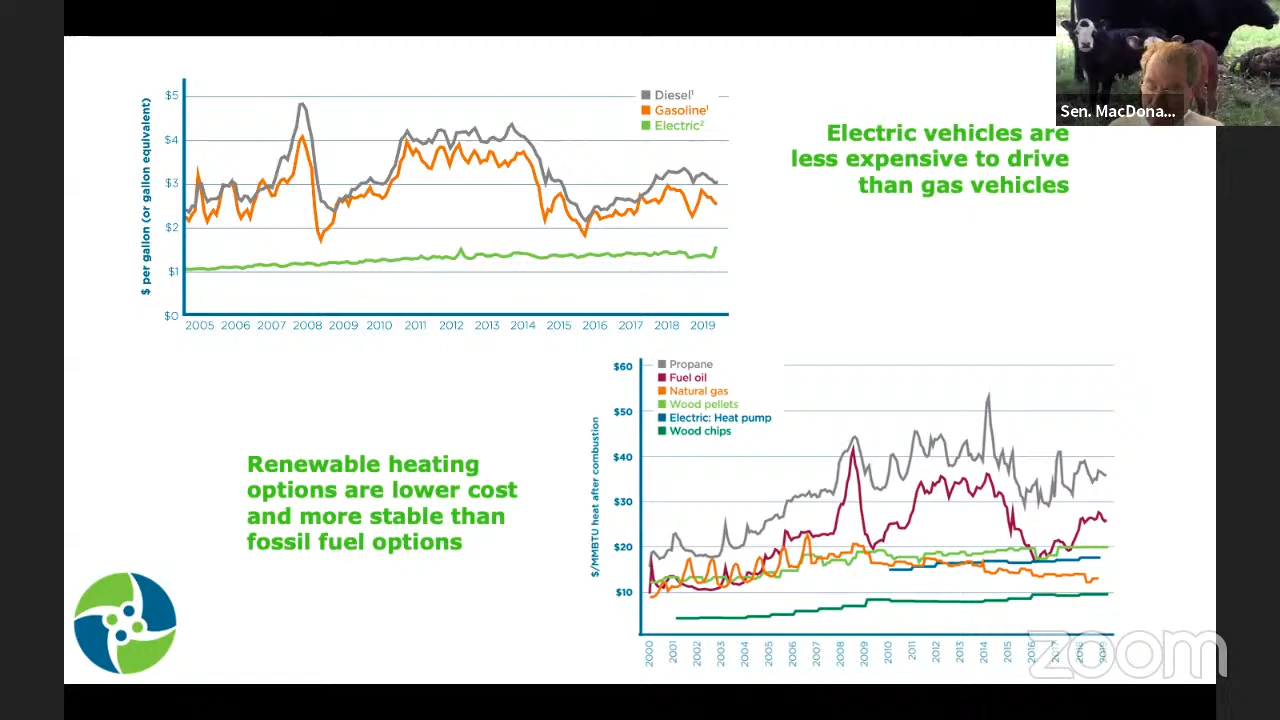 Sen. MacDona...
$ per gallon (or gallon equivalent)
$5
$4
$3
$2
$1
$0
Diesel¹
Gasoline¹
Electric²
2005 2006 2007 2008 2009 2010 2011 2012 2013 2014 2015 2016 2017 2018 2019
Electric vehicles are
less expensive to drive
than gas vehicles
Renewable heating
options are lower cost
and more stable than
fossil fuel options
$/MMBTU heat after combustion
$60
$50
$40
$30
$20
$10
Propane
Fuel oil
Natural gas
Wood pellets
Electric: Heat pump
Wood chips
2000 2001 2002 2003 2004 2005 2006 2007 2008 2009 2010 2011 2012 2013 2014 2015 2016 2017 2018 2019
zoom